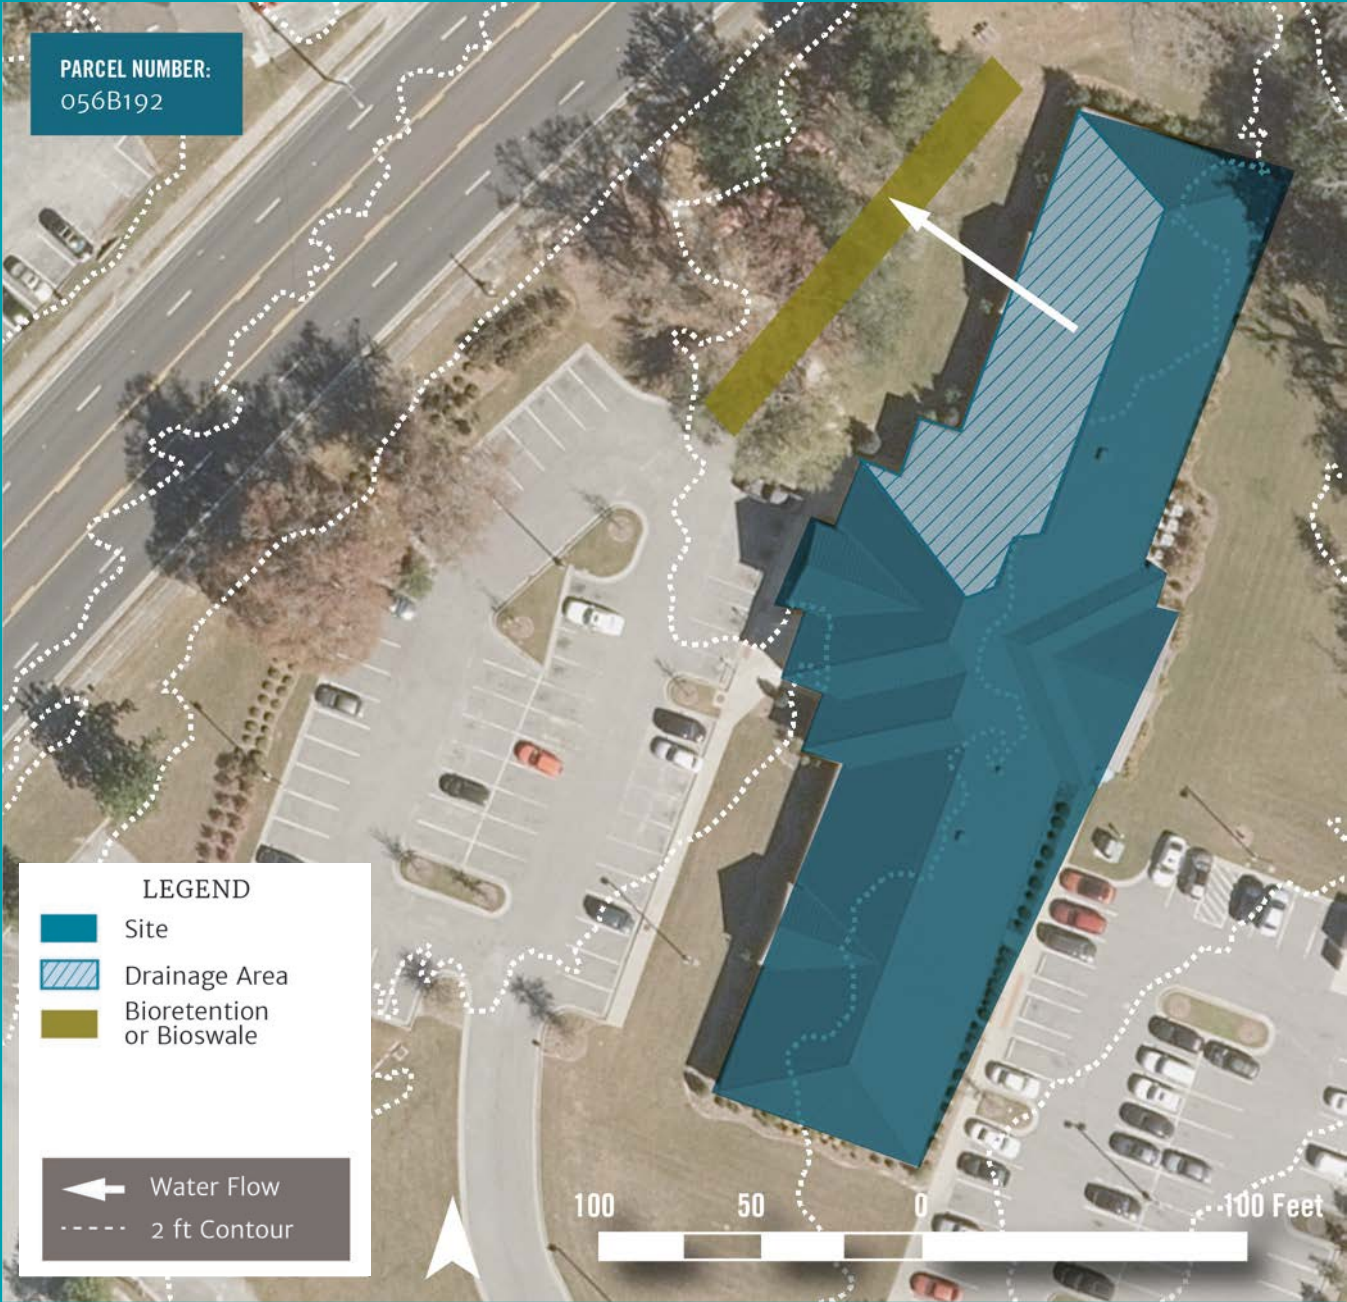 PARCEL NUMBER:
056B192
LEGEND
Site
Drainage Area
Bioretention
or Bioswale
Water Flow
2 ft Contour
100 50 0 100 Feet